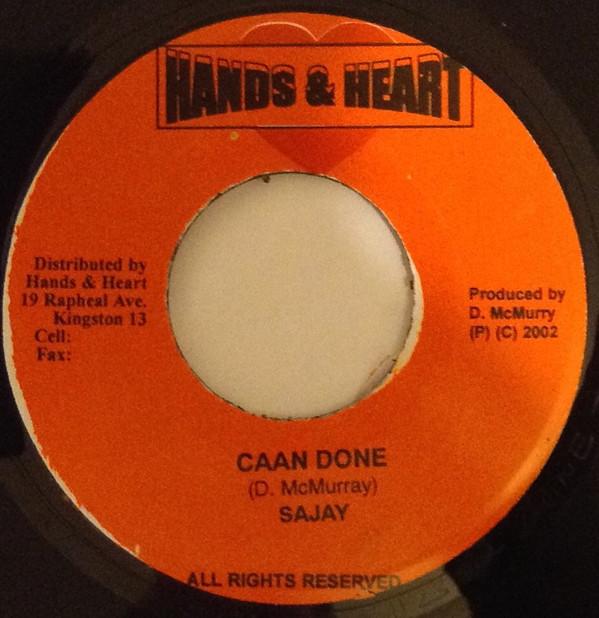 HANDS & HEART
Distributed by
Hands & Heart
19 Rapheal Ave.
Kingston 13
Cell:
Fax:
Produced by
D. McMurry
(P) (C) 2002
CAAN DONE
(D. McMurray)
SAJAY
ALL RIGHTS RESERVED